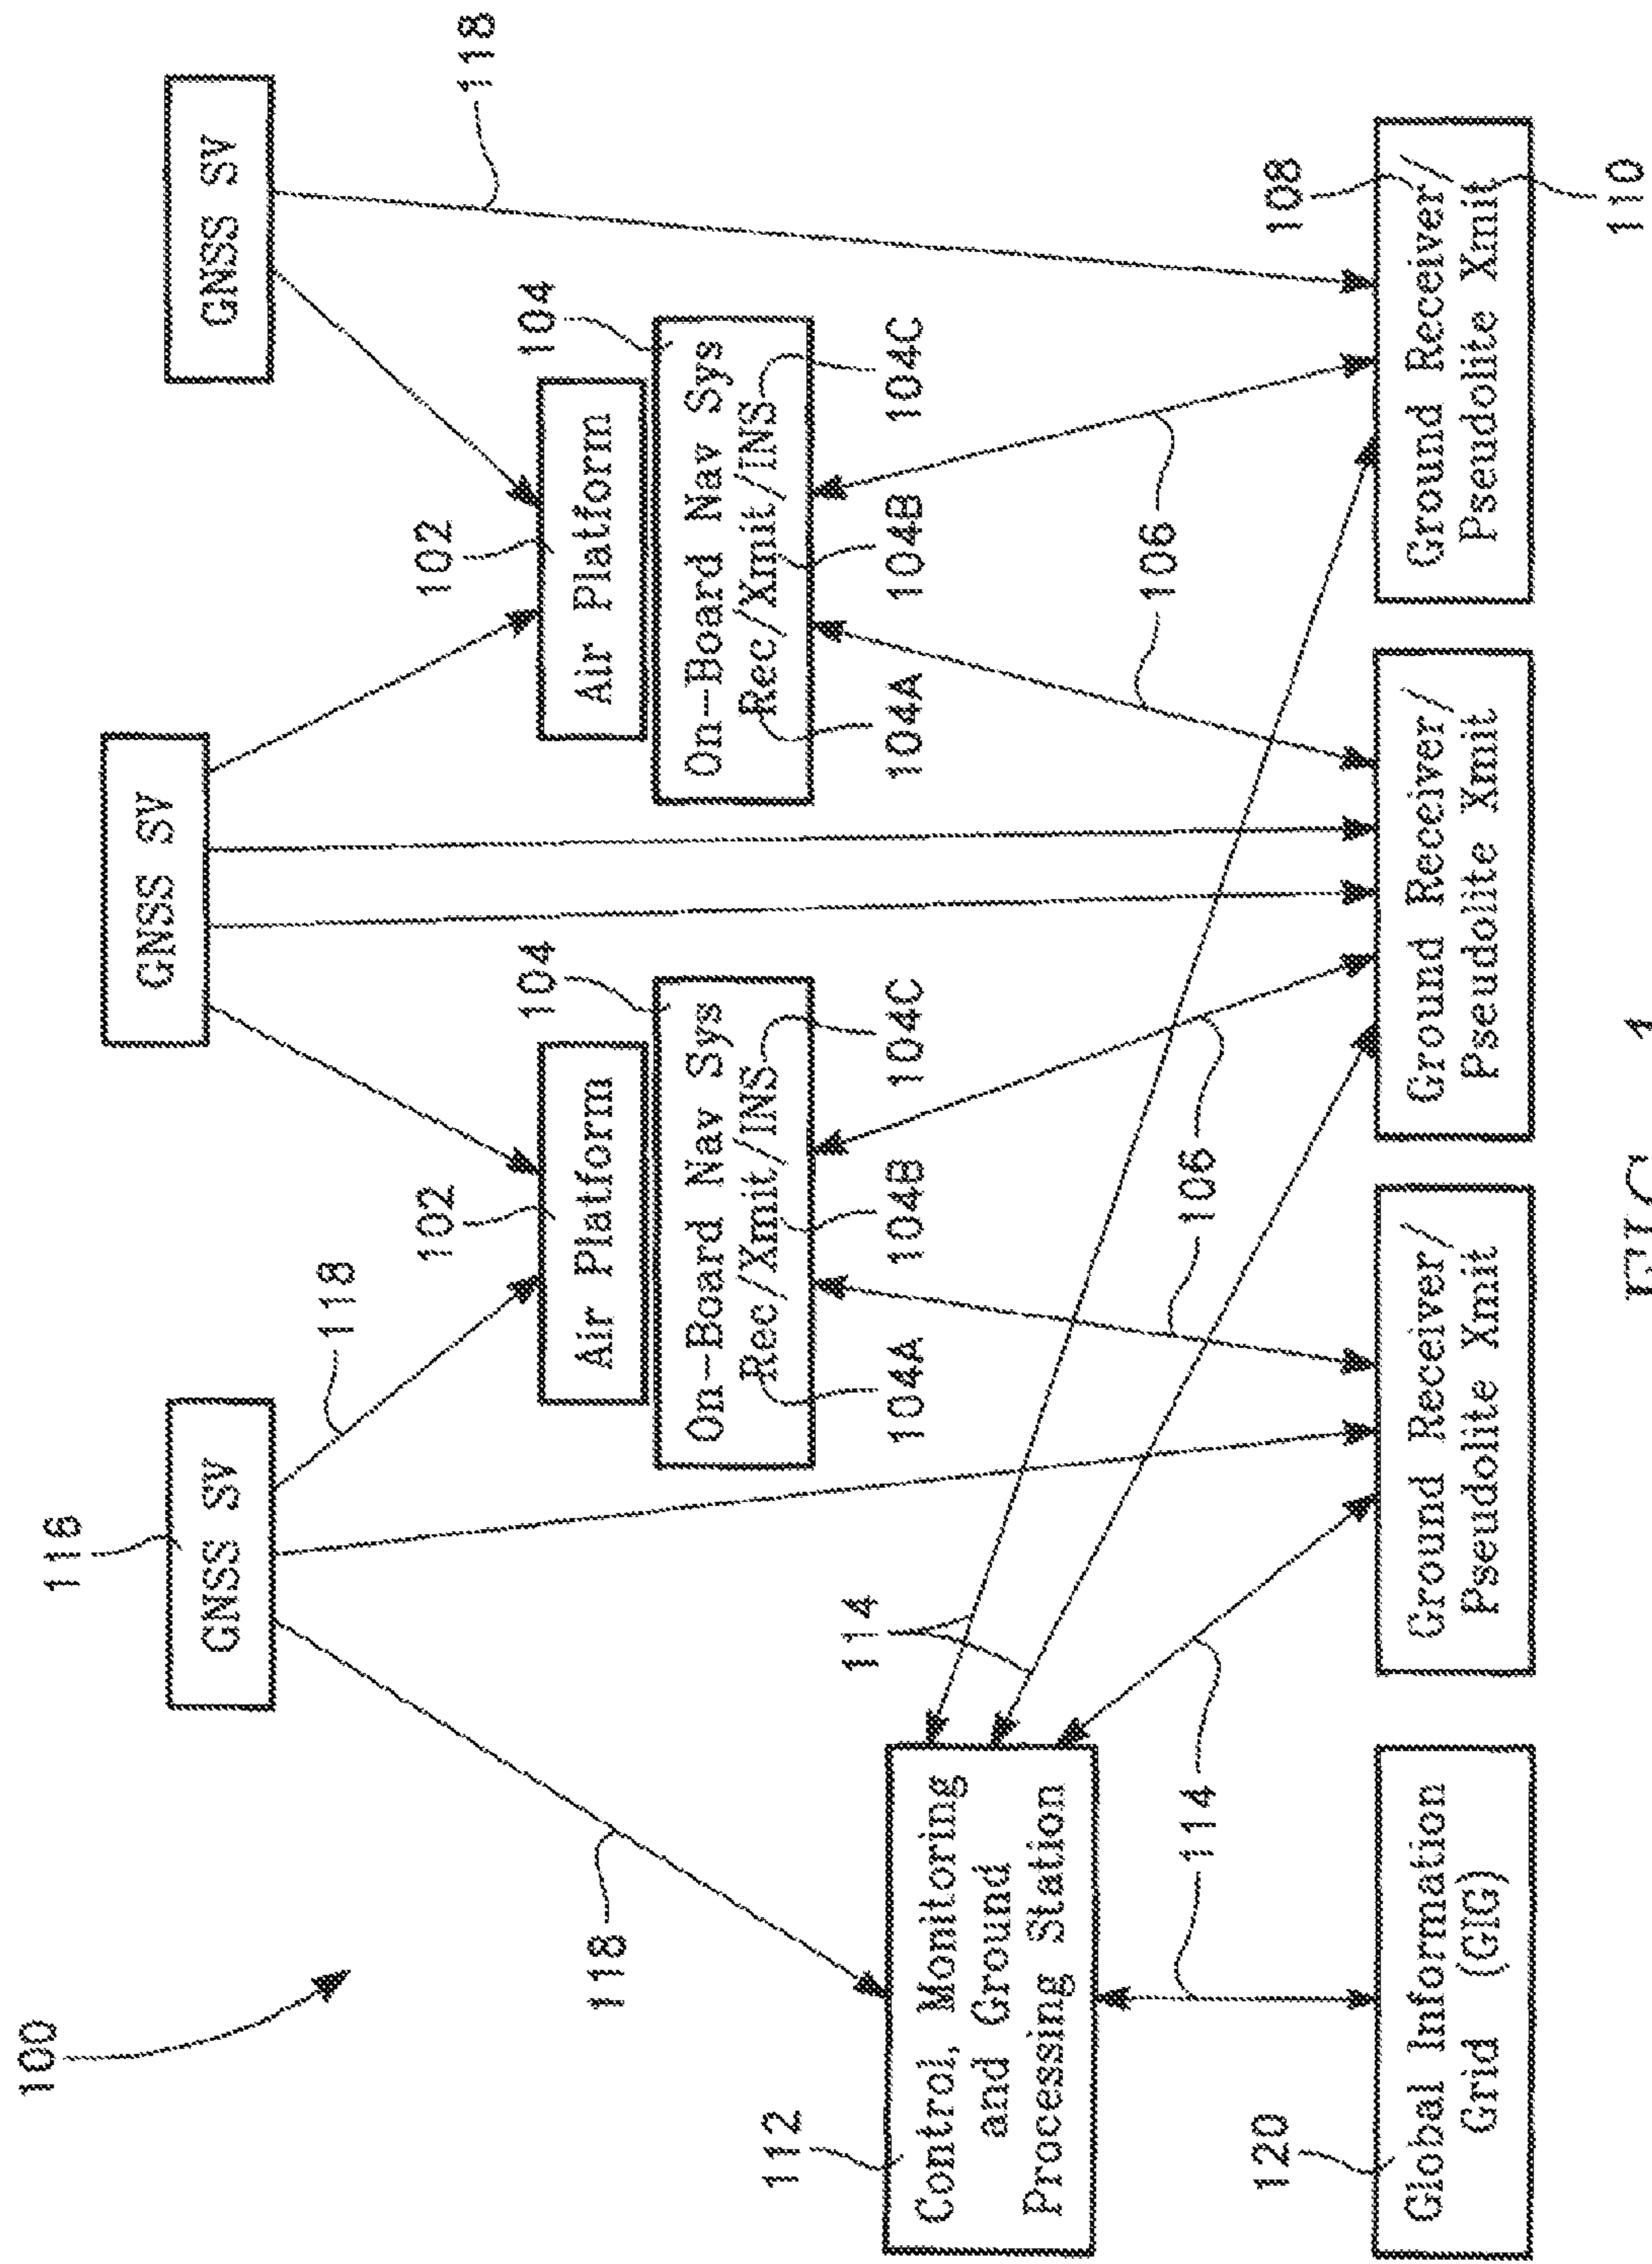 100
116
GNSS SV
GNSS SV
GNSS SV
118
118
118
102
Air Platform
104
On-Board Nav Sys
Rec/Xmit/INS
104A
104B
104C
102
Air Platform
104
On-Board Nav Sys
Rec/Xmit/INS
104A
104B
104C
112
Control, Monitoring
and Ground
Processing Station
114
114
106
106
120
Global Information
Grid (GIG)
Ground Receiver/
Pseudolite Xmit
Ground Receiver/
Pseudolite Xmit
108
Ground Receiver/
Pseudolite Xmit
110
FIG. 1